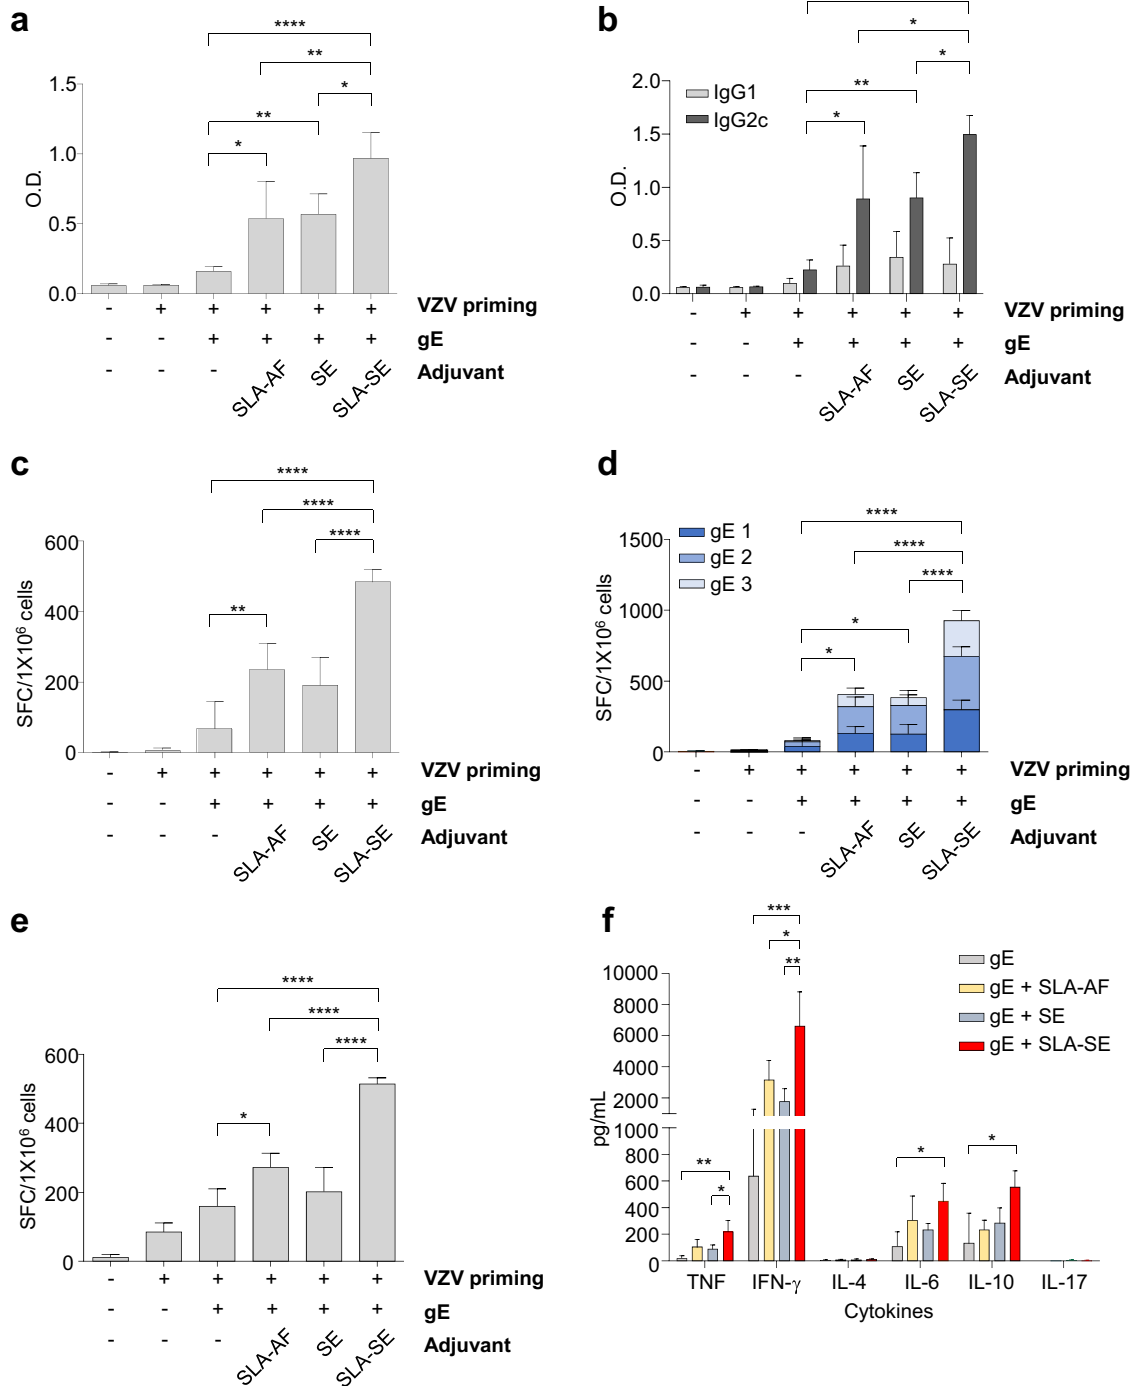 a
****
**
*
**
*
1.5
1.0
0.5
0.0
O.D.
- + + + + + VZV priming
- - + + + + gE
- - - SLA-AF SE SLA-SE Adjuvant
b
*
*
**
*
2.0
1.5
1.0
0.5
0.0
O.D.
IgG1
IgG2c
- + + + + + VZV priming
- - + + + + gE
- - - SLA-AF SE SLA-SE Adjuvant
c
****
****
****
**
600
400
200
0
SFC/1X10⁶ cells
- + + + + + VZV priming
- - + + + + gE
- - - SLA-AF SE SLA-SE Adjuvant
d
****
****
****
*
*
gE 1
gE 2
gE 3
1500
1000
500
0
SFC/1X10⁶ cells
- + + + + + VZV priming
- - + + + + gE
- - - SLA-AF SE SLA-SE Adjuvant
e
****
****
****
*
600
400
200
0
SFC/1X10⁶ cells
- + + + + + VZV priming
- - + + + + gE
- - - SLA-AF SE SLA-SE Adjuvant
f
***
*
**
**
*
*
*
gE
gE + SLA-AF
gE + SE
gE + SLA-SE
10000
8000
6000
4000
2000
1000
800
600
400
200
0
pg/mL
TNF IFN-γ IL-4 IL-6 IL-10 IL-17
Cytokines